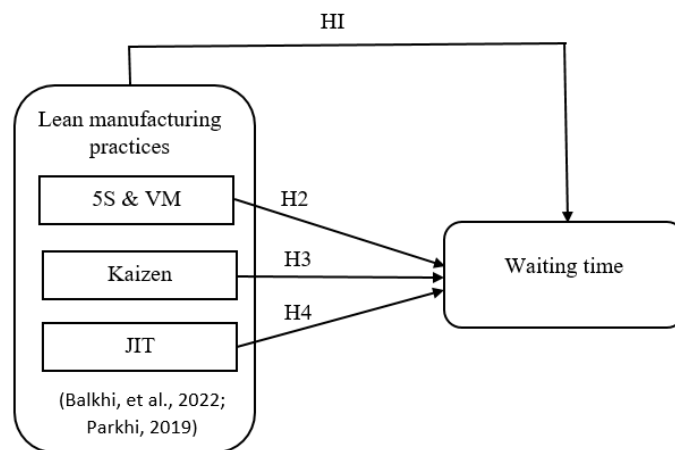 HI
Lean manufacturing
practices
5S & VM
H2
Kaizen
H3
Waiting time
H4
JIT
(Balkhi, et al., 2022;
Parkhi, 2019)